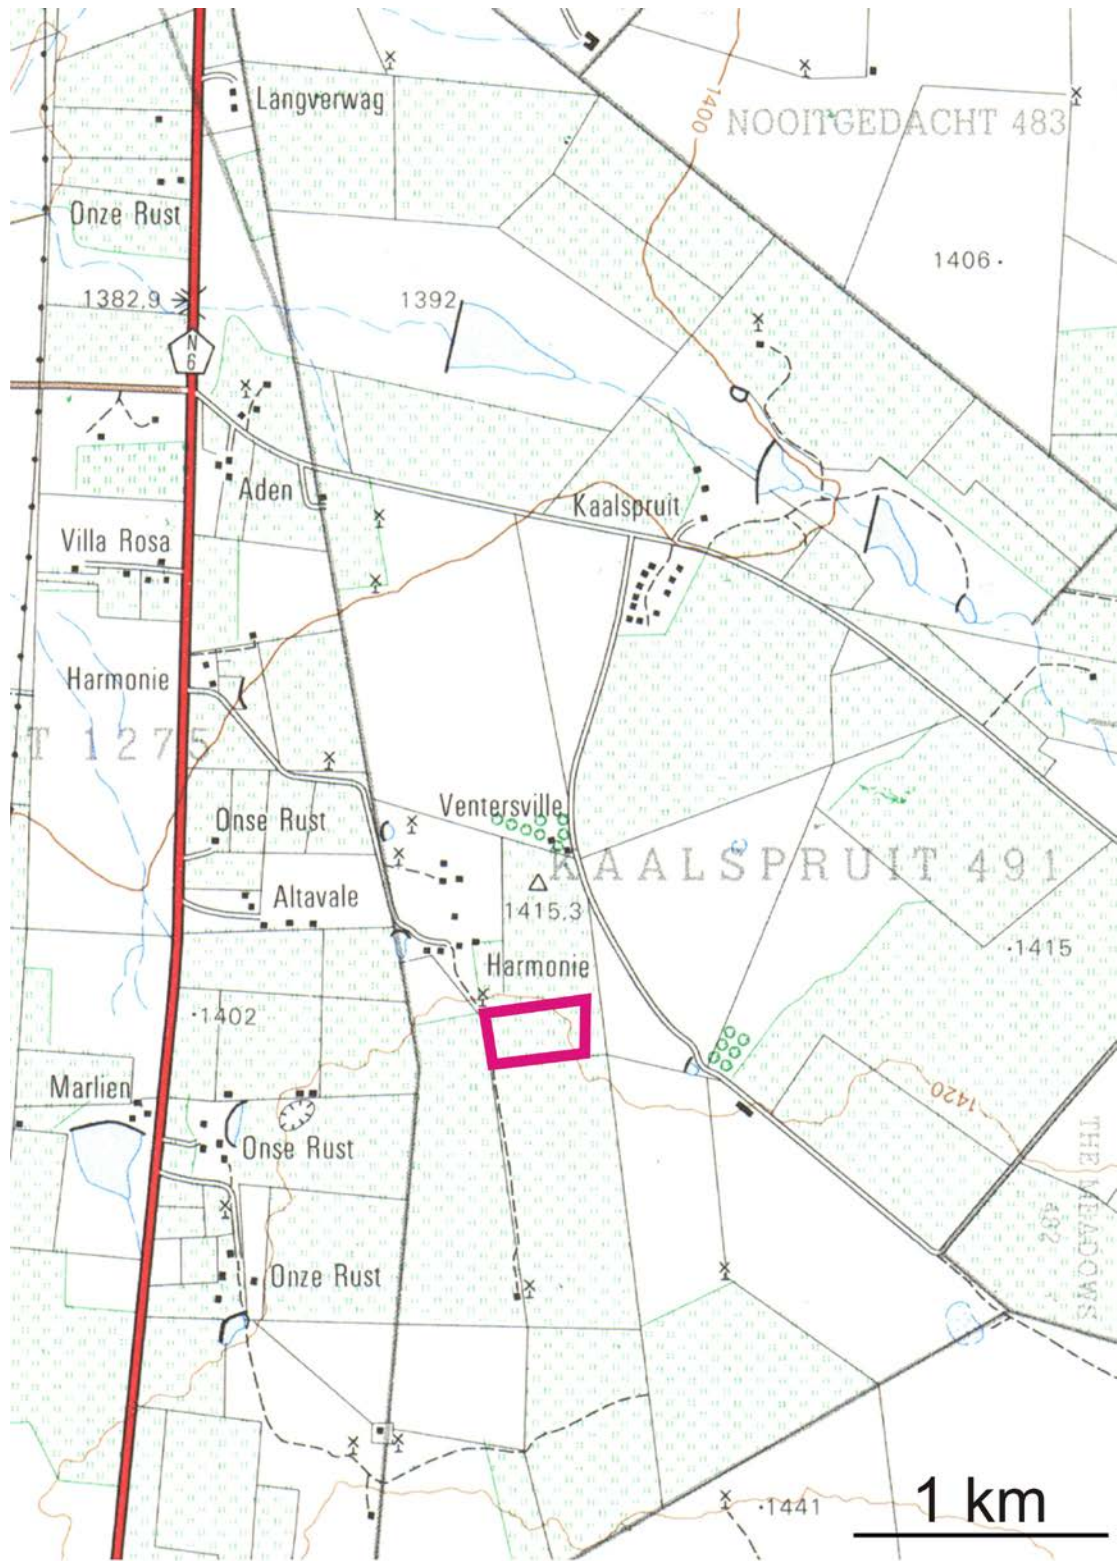 Langverwag
1400
NOOITGEDACHT 483
Onze Rust
1406
1382,9
1392
N
6
Aden
Kaalspruit
Villa Rosa
Harmonie
T 1275
Ventersville
Onse Rust
KAALSPRUIT 491
Altavale
1415.3
1415
Harmonie
1402
Marlien
1420
THE MEADOWS
482
Onse Rust
Onze Rust
1441
1 km